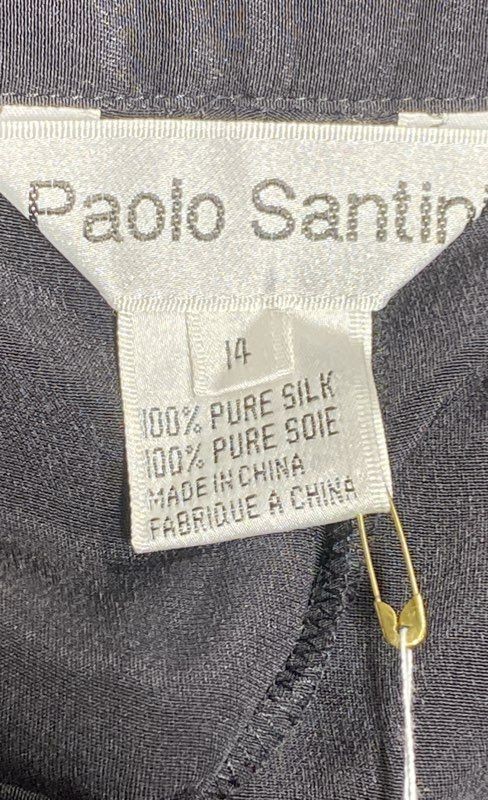 Paolo Santini
14
100% PURE SILK
100% PURE SOIE
MADE IN CHINA
FABRIQUE A CHINA